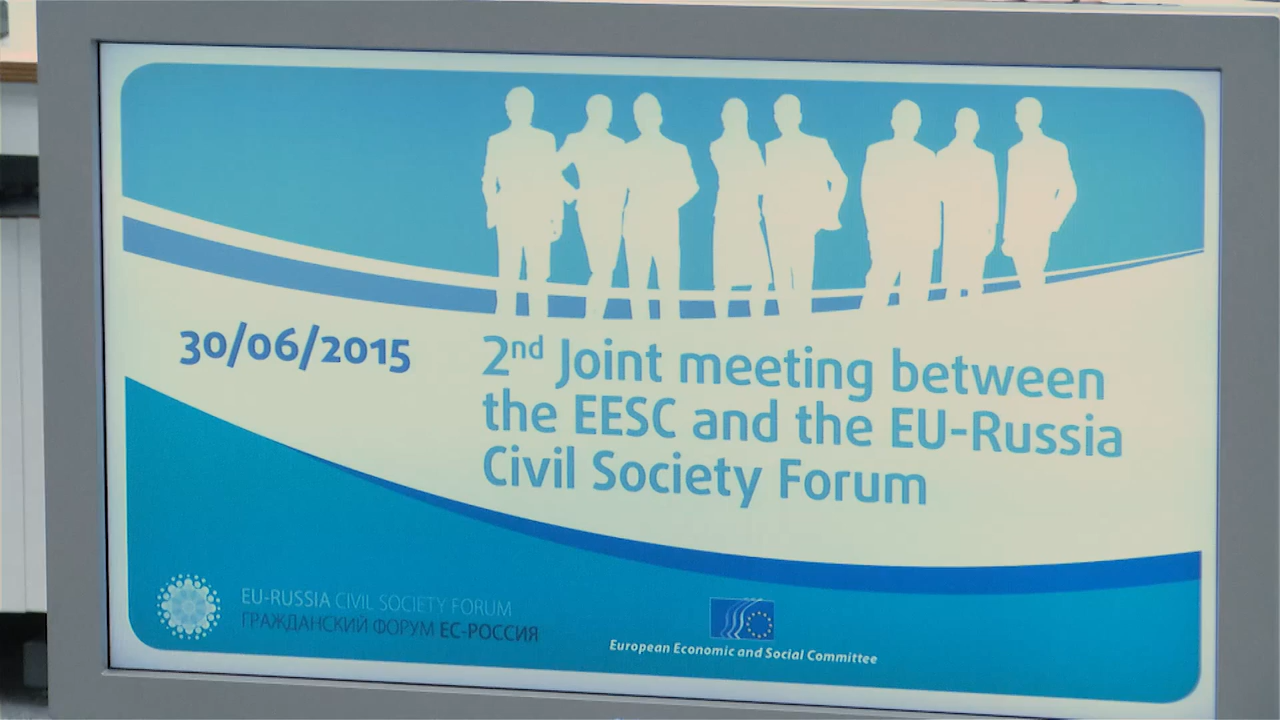 30/06/2015
2nd Joint meeting between
the EESC and the EU-Russia
Civil Society Forum
EU-RUSSIA CIVIL SOCIETY FORUM
ГРАЖДАНСКИЙ ФОРУМ ЕС-РОССИЯ
European Economic and Social Committee